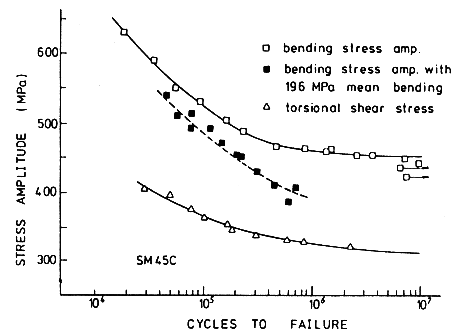 600
500
400
300
STRESS AMPLITUDE (MPa)
bending stress amp.
bending stress amp. with
196 MPa mean bending
torsional shear stress
SM45C
10⁴
10⁵
10⁶
10⁷
CYCLES TO FAILURE